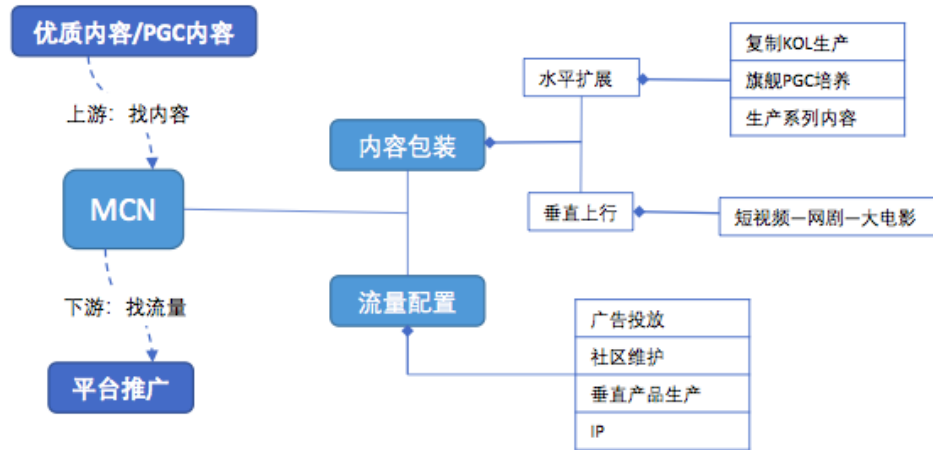 优质内容/PGC内容
上游：找内容
MCN
下游：找流量
平台推广
内容包装
流量配置
水平扩展
复制KOL生产
旗舰PGC培养
生产系列内容
垂直上行
短视频—网剧—大电影
广告投放
社区维护
垂直产品生产
IP